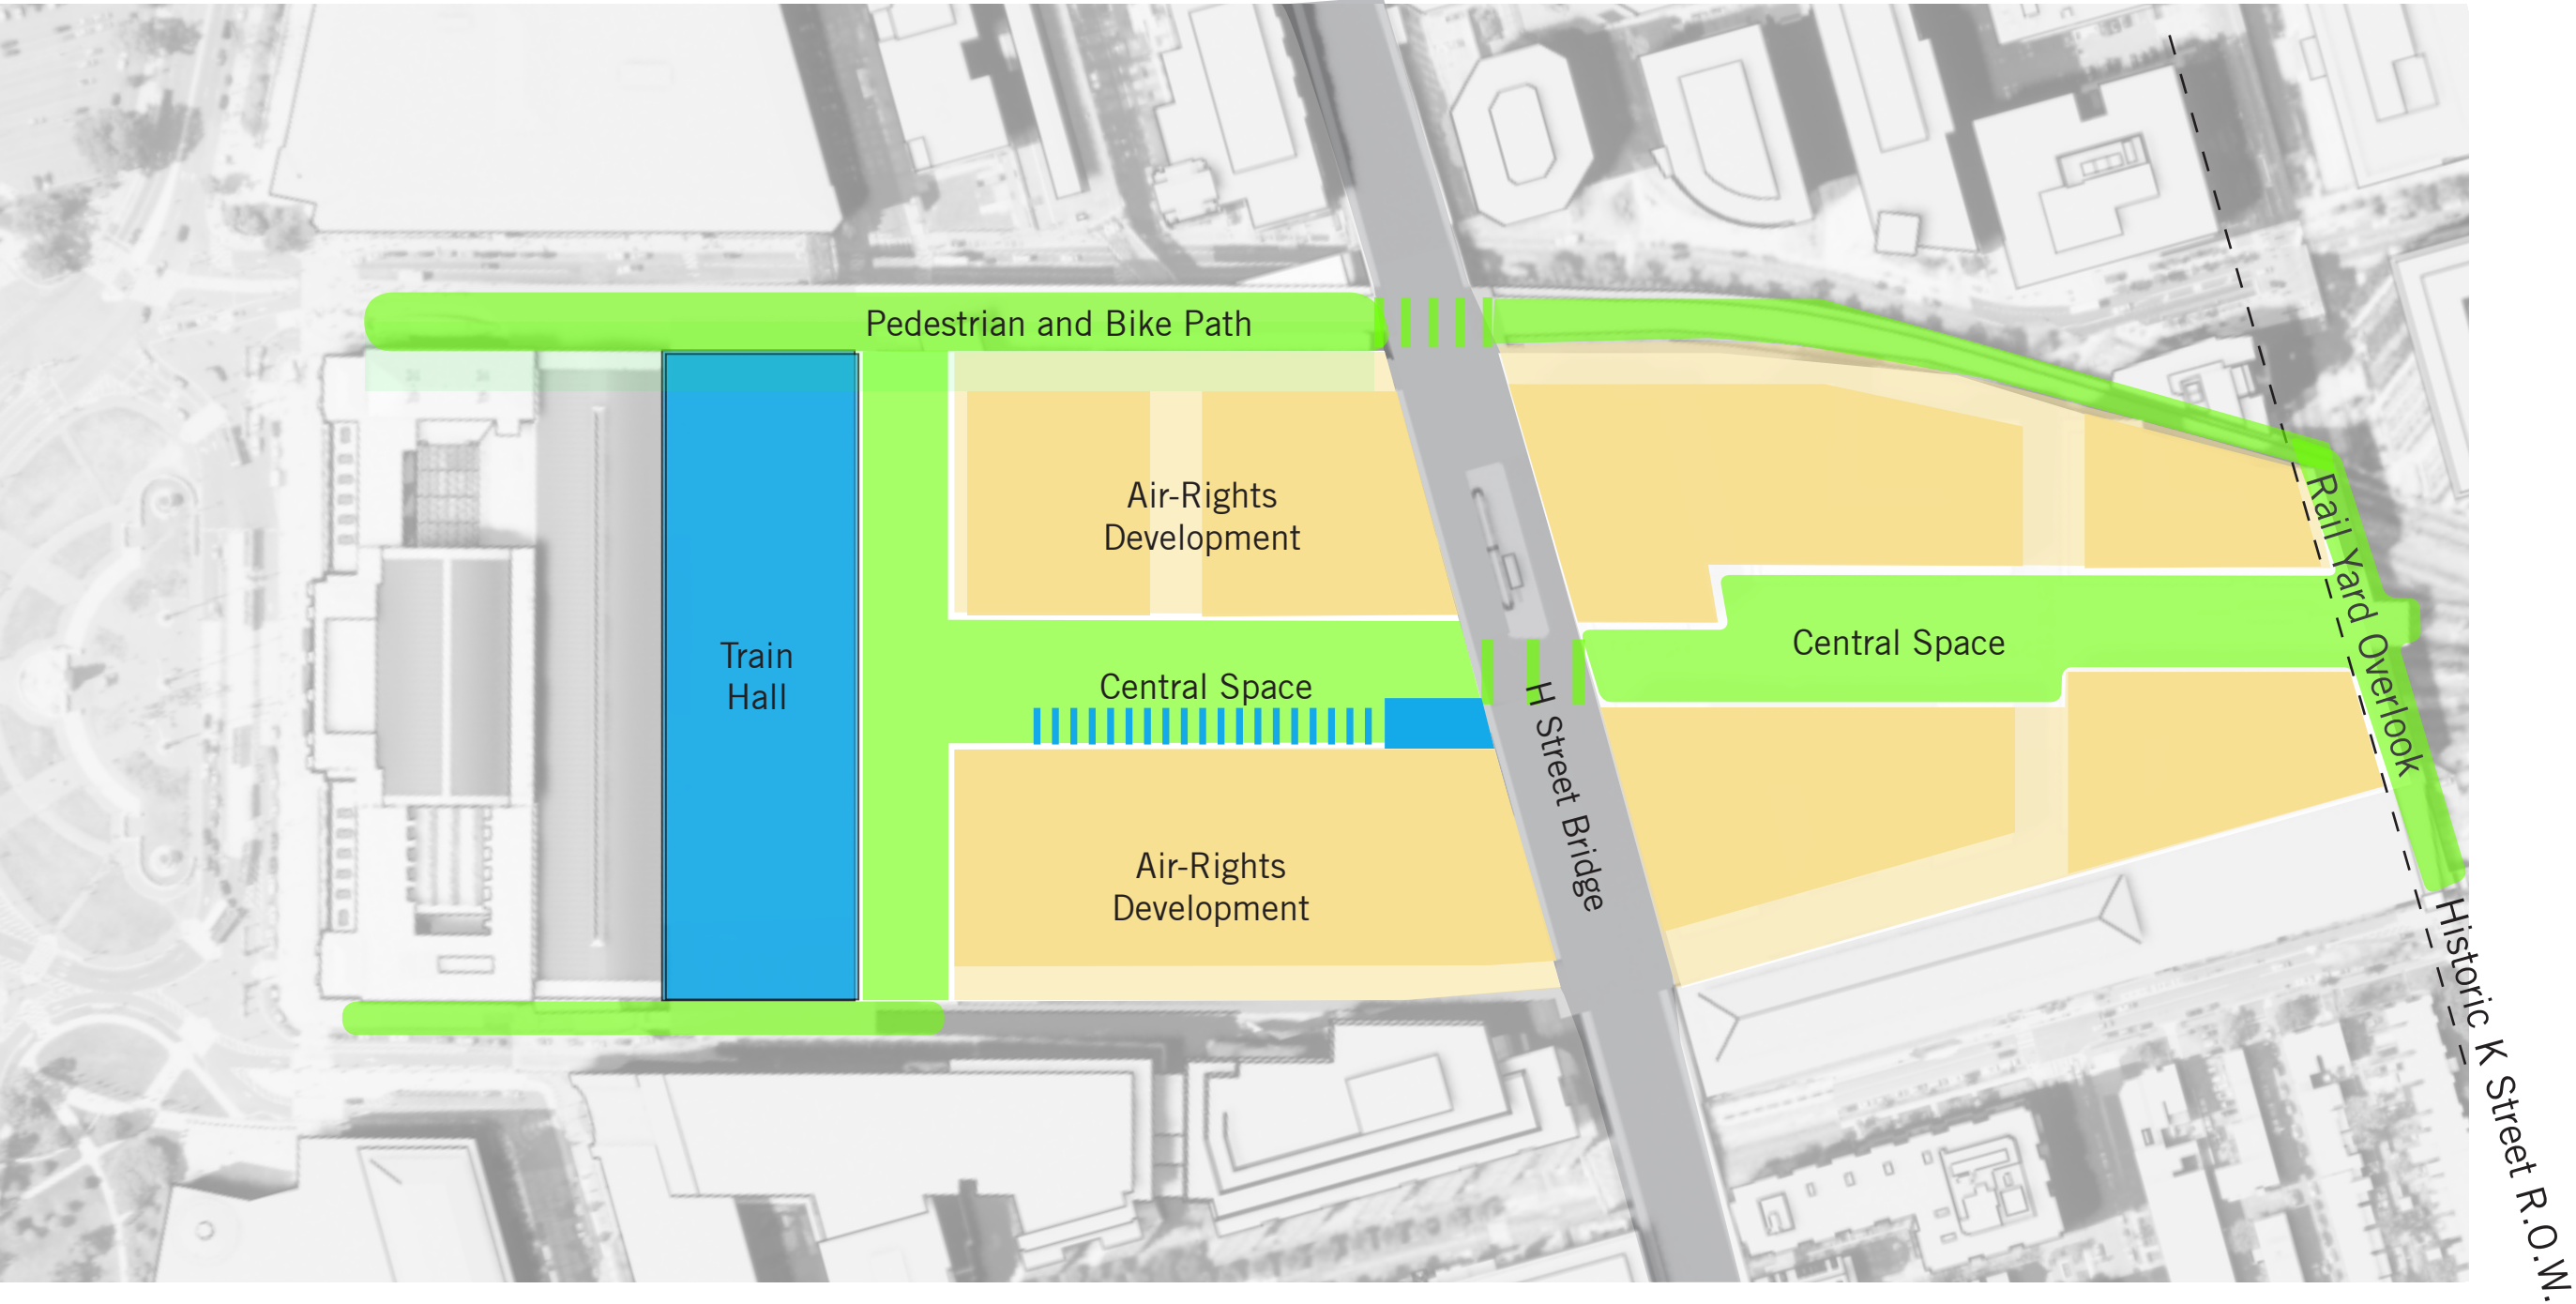 Pedestrian and Bike Path
Air-Rights
Development
Train
Hall
Central Space
Central Space
Rail Yard Overlook
H Street Bridge
Air-Rights
Development
Historic K Street R.O.W.